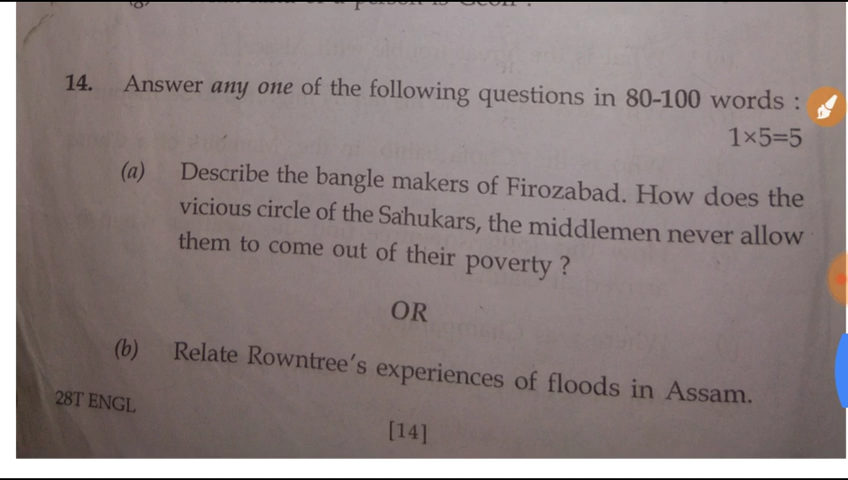 14. Answer any one of the following questions in 80-100 words :
1×5=5
(a) Describe the bangle makers of Firozabad. How does the
vicious circle of the Sahukars, the middlemen never allow
them to come out of their poverty ?
OR
(b) Relate Rowntree's experiences of floods in Assam.
28T ENGL
[14]